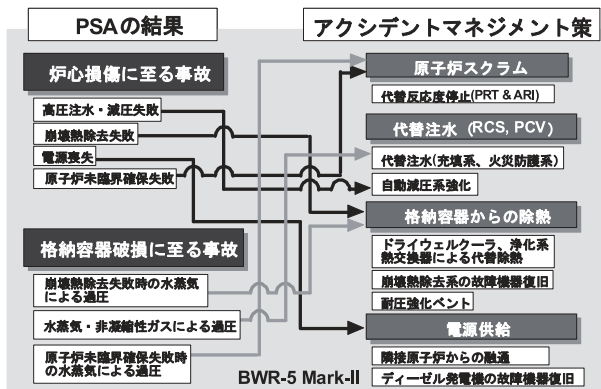 PSAの結果
炉心損傷に至る事故
高圧注水・減圧失敗
崩壊熱除去失敗
電源喪失
原子炉未臨界確保失敗
格納容器破損に至る事故
崩壊熱除去失敗時の水蒸気
による過圧
水蒸気・非凝縮性ガスによる過圧
原子炉未臨界確保失敗時
の水蒸気による過圧
アクシデントマネジメント策
原子炉スクラム
代替反応度停止(PRT & ARI)
代替注水 (RCS, PCV)
代替注水(充填系、火災防護系)
自動減圧系強化
格納容器からの除熱
ドライウェルクーラ、浄化系
熱交換器による代替除熱
崩壊熱除去系の故障機器復旧
耐圧強化ベント
電源供給
隣接原子炉からの融通
ディーゼル発電機の故障機器復旧
BWR-5 Mark-II